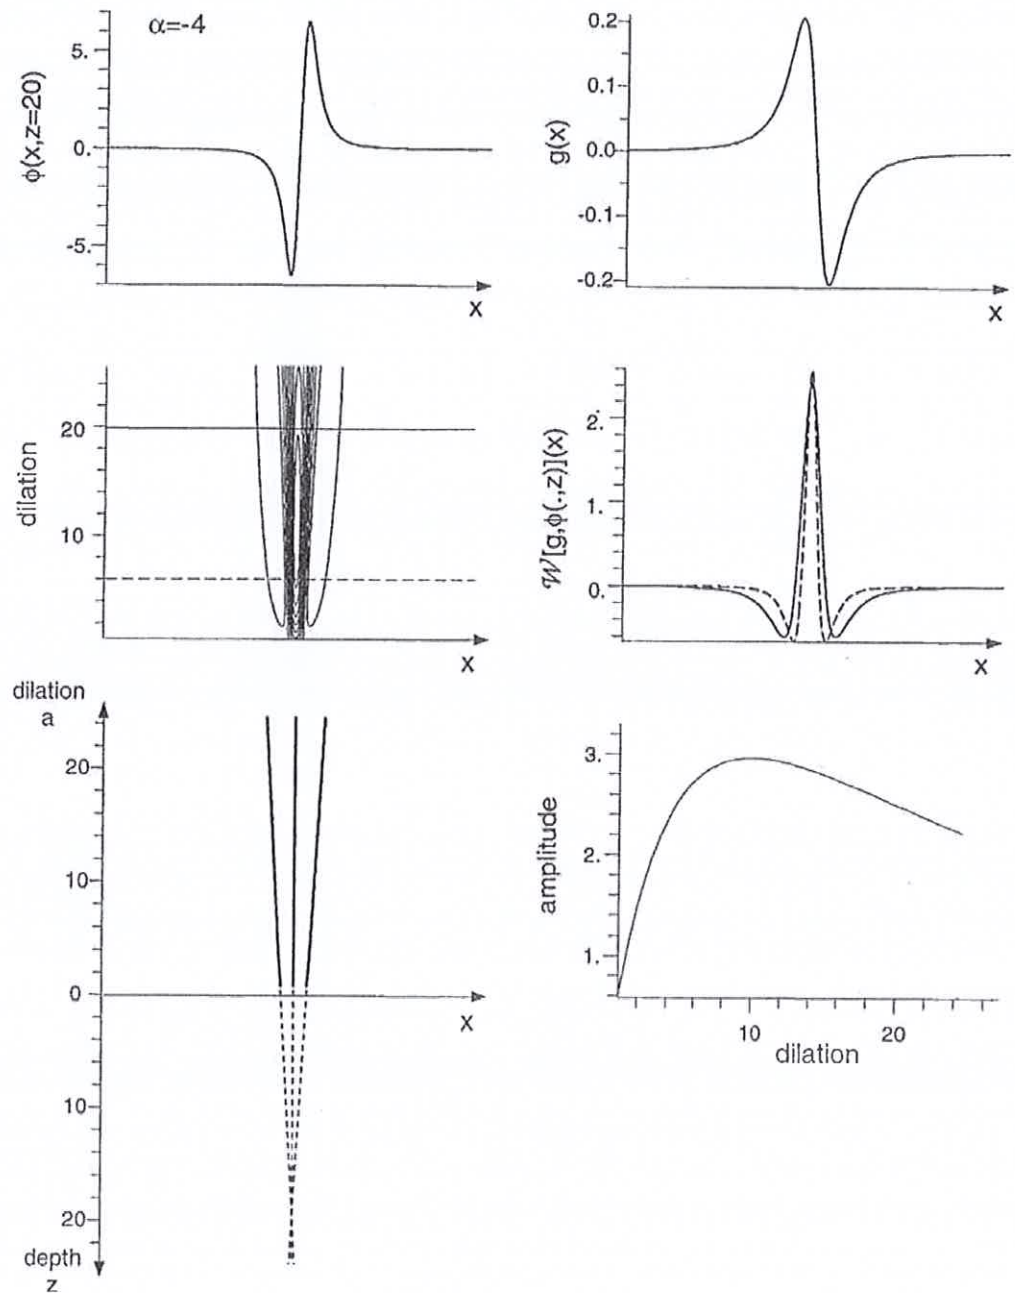 α=-4
ϕ(x,z=20)
5.
0.
-5.
x
g(x)
0.2
0.1
0.0
-0.1
-0.2
x
dilation
20
10
x
𝒲[g,ϕ(.,z)](x)
2.
1.
0.
x
dilation
a
20
10
0
x
10
20
depth
z
amplitude
3.
2.
1.
10 20
dilation